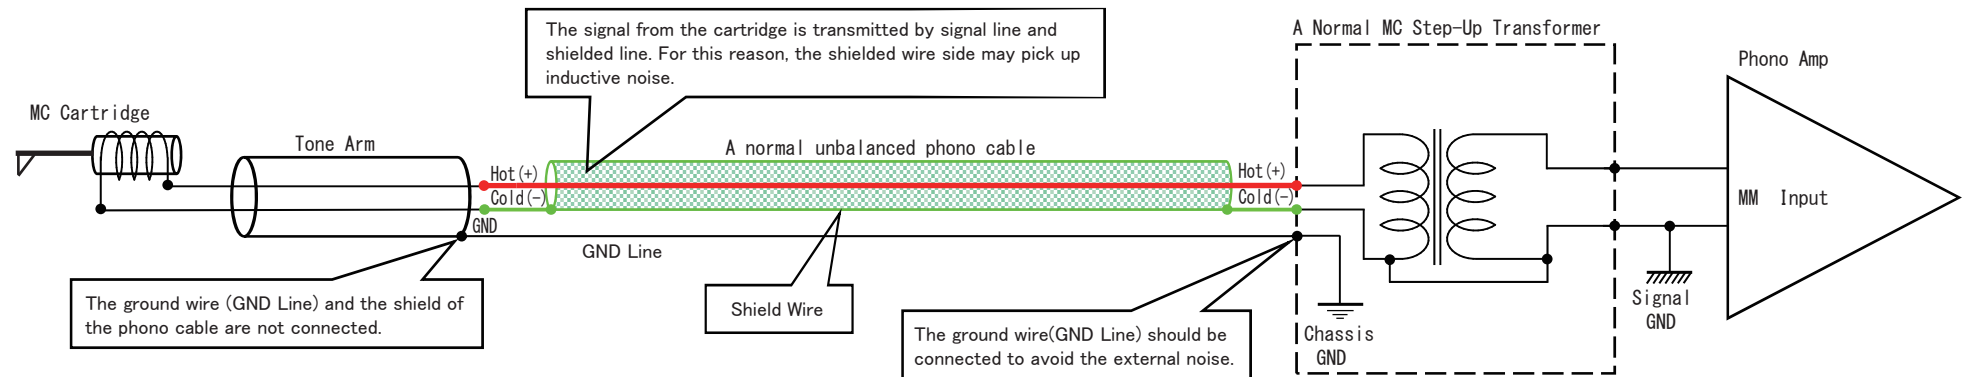 The signal from the cartridge is transmitted by signal line and
shielded line. For this reason, the shielded wire side may pick up
inductive noise.
A Normal MC Step-Up Transformer
Phono Amp
MC Cartridge
Tone Arm
A normal unbalanced phono cable
Hot(+)
Cold(-)
GND
Hot(+)
Cold(-)
MM Input
GND Line
The ground wire (GND Line) and the shield of
the phono cable are not connected.
Shield Wire
The ground wire(GND Line) should be
connected to avoid the external noise.
Chassis
GND
Signal
GND